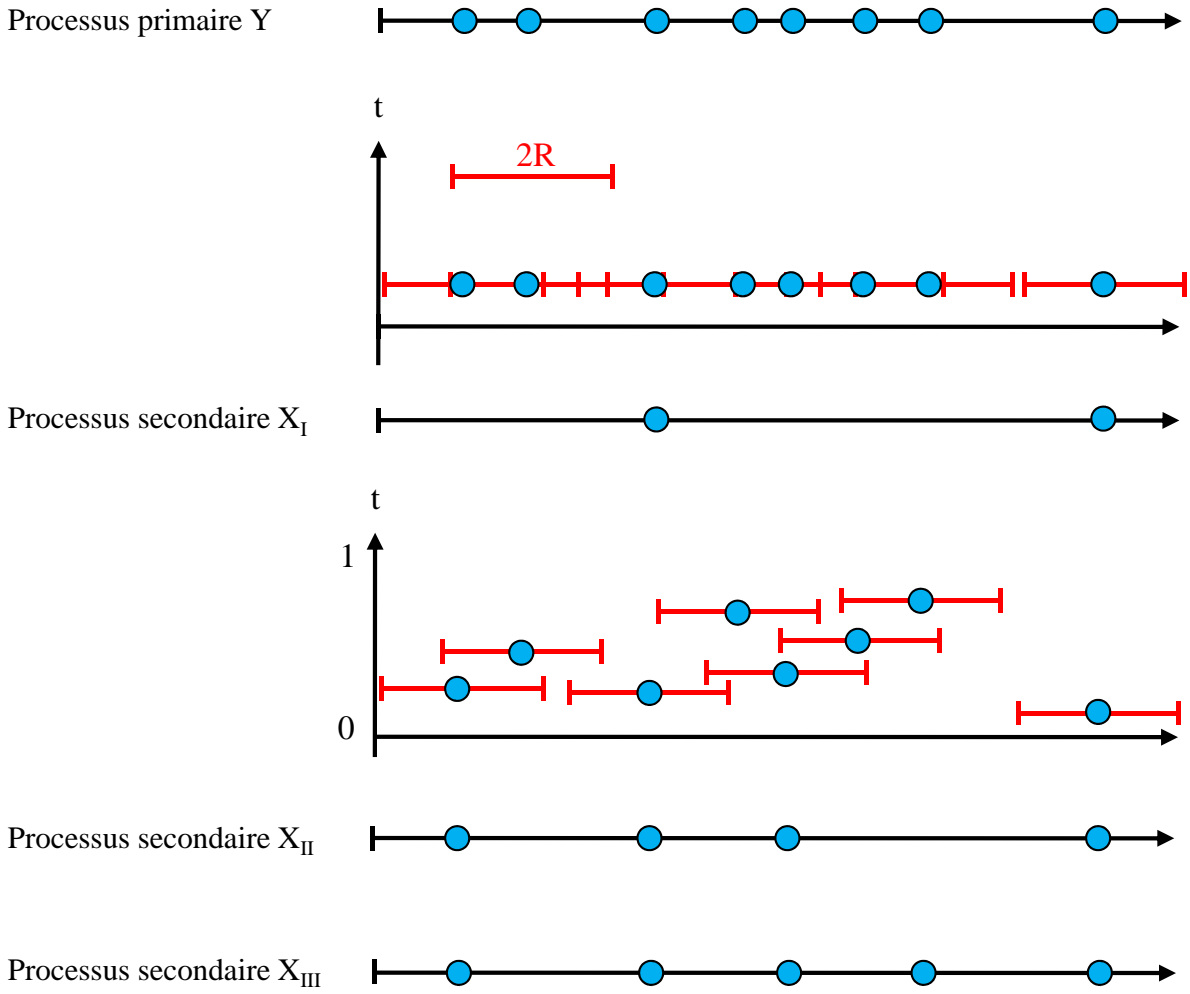 Processus primaire Y
t
2R
Processus secondaire X_I
t
1
0
Processus secondaire X_II
Processus secondaire X_III